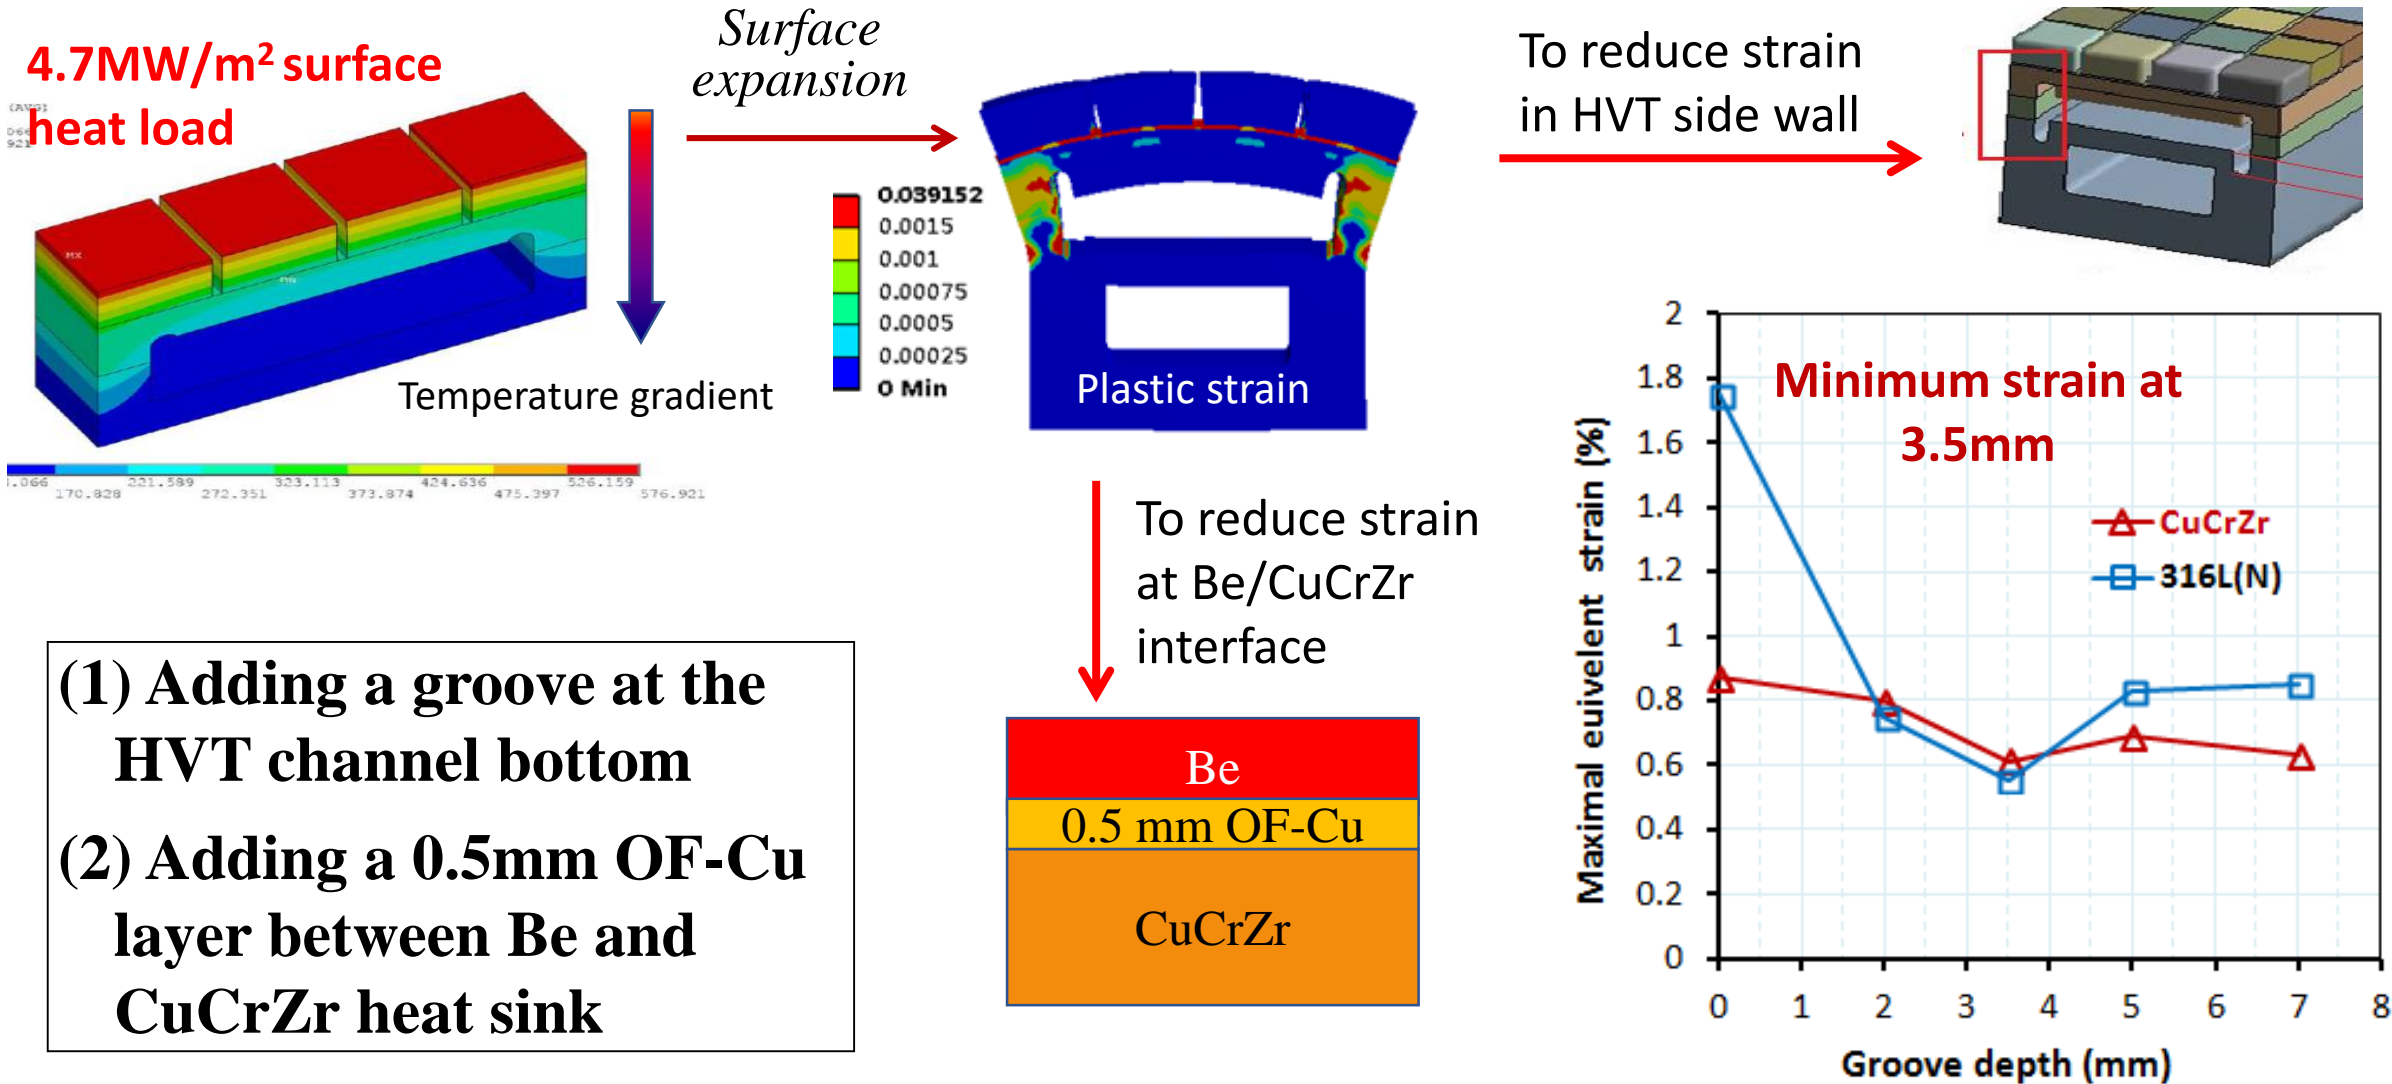 4.7MW/m² surface
heat load
(AVG)
Surface
expansion
Temperature gradient
.066
170.828
221.589
272.351
323.113
373.874
424.636
475.397
526.159
576.921
MX
0.039152
0.0015
0.001
0.00075
0.0005
0.00025
0 Min
Plastic strain
To reduce strain
in HVT side wall
To reduce strain
at Be/CuCrZr
interface
Be
0.5 mm OF-Cu
CuCrZr
(1) Adding a groove at the
HVT channel bottom
(2) Adding a 0.5mm OF-Cu
layer between Be and
CuCrZr heat sink
Minimum strain at
3.5mm
CuCrZr
316L(N)
Maximal euivelent strain (%)
2
1.8
1.6
1.4
1.2
1
0.8
0.6
0.4
0.2
0
0 1 2 3 4 5 6 7 8
Groove depth (mm)